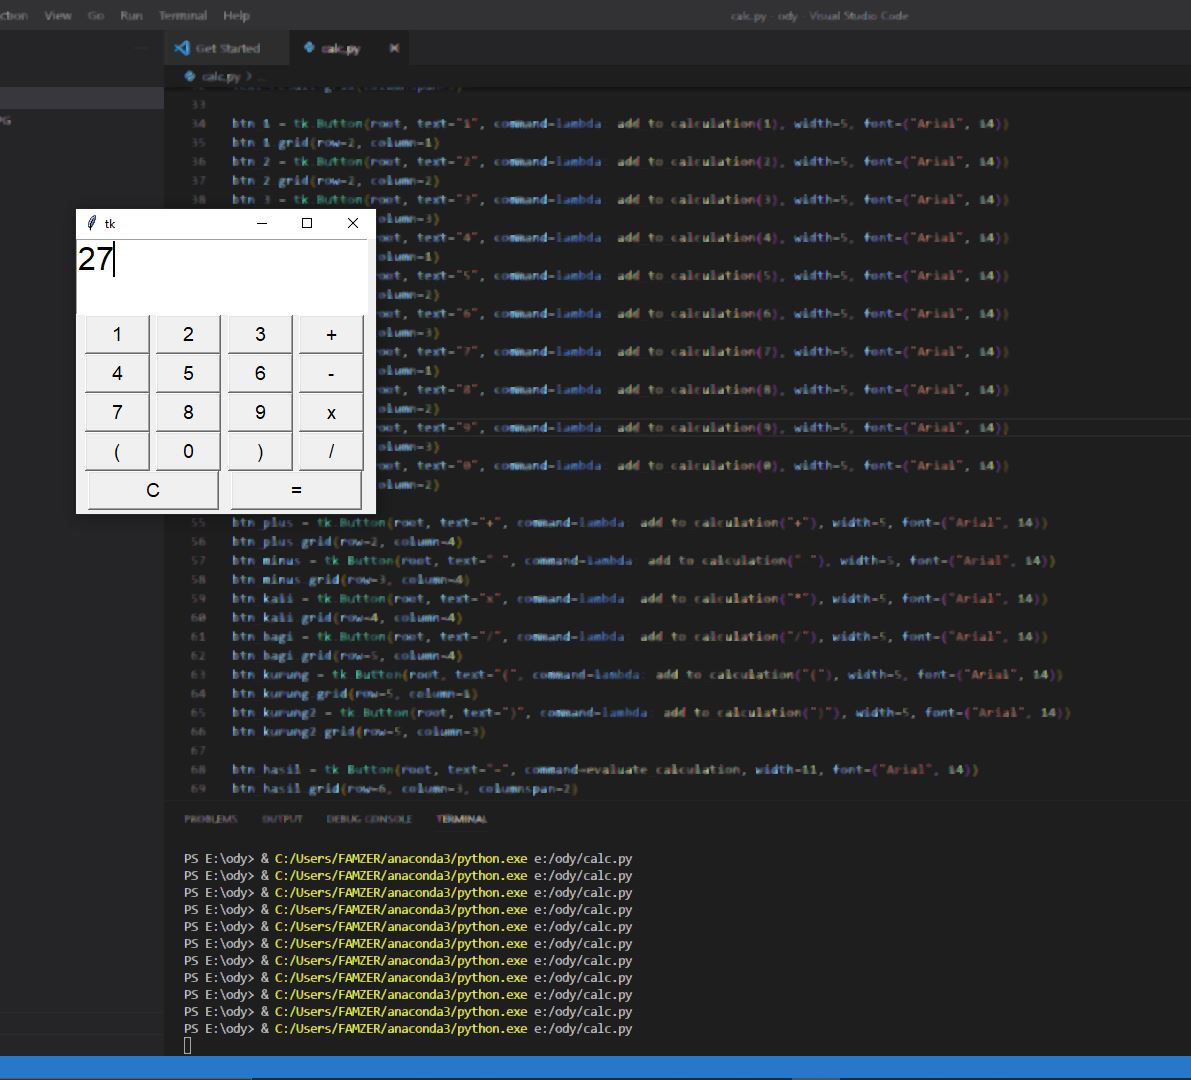 ction View Go Run Terminal Help
calc.py - ody - Visual Studio Code
Get Started
calc.py
calc.py > ...
PG
33
34 btn_1 = tk.Button(root, text="1", command=lambda: add_to_calculation(1), width=5, font=("Arial", 14))
35 btn_1.grid(row=2, column=1)
36 btn_2 = tk.Button(root, text="2", command=lambda: add_to_calculation(2), width=5, font=("Arial", 14))
37 btn_2.grid(row=2, column=2)
38 btn_3 = tk.Button(root, text="3", command=lambda: add_to_calculation(3), width=5, font=("Arial", 14))
olumn=3)
oot, text="4", command=lambda: add_to_calculation(4), width=5, font=("Arial", 14))
olumn=1)
oot, text="5", command=lambda: add_to_calculation(5), width=5, font=("Arial", 14))
olumn=2)
oot, text="6", command=lambda: add_to_calculation(6), width=5, font=("Arial", 14))
olumn=3)
oot, text="7", command=lambda: add_to_calculation(7), width=5, font=("Arial", 14))
olumn=1)
oot, text="8", command=lambda: add_to_calculation(8), width=5, font=("Arial", 14))
olumn=2)
oot, text="9", command=lambda: add_to_calculation(9), width=5, font=("Arial", 14))
olumn=3)
oot, text="0", command=lambda: add_to_calculation(0), width=5, font=("Arial", 14))
olumn=2)
tk
27
1 2 3 +
4 5 6 -
7 8 9 x
( 0 ) /
C =
55 btn_plus = tk.Button(root, text="+", command=lambda: add_to_calculation("+"), width=5, font=("Arial", 14))
56 btn_plus.grid(row=2, column=4)
57 btn_minus = tk.Button(root, text="-", command=lambda: add_to_calculation("-"), width=5, font=("Arial", 14))
58 btn_minus.grid(row=3, column=4)
59 btn_kali = tk.Button(root, text="x", command=lambda: add_to_calculation("*"), width=5, font=("Arial", 14))
60 btn_kali.grid(row=4, column=4)
61 btn_bagi = tk.Button(root, text="/", command=lambda: add_to_calculation("/"), width=5, font=("Arial", 14))
62 btn_bagi.grid(row=5, column=4)
63 btn_kurung = tk.Button(root, text="(", command=lambda: add_to_calculation("("), width=5, font=("Arial", 14))
64 btn_kurung.grid(row=5, column=1)
65 btn_kurung2 = tk.Button(root, text=")", command=lambda: add_to_calculation(")"), width=5, font=("Arial", 14))
66 btn_kurung2.grid(row=5, column=3)
67
68 btn_hasil = tk.Button(root, text="=", command=evaluate_calculation, width=11, font=("Arial", 14))
69 btn_hasil.grid(row=6, column=3, columnspan=2)
PROBLEMS OUTPUT DEBUG CONSOLE TERMINAL
PS E:\ody> & C:/Users/FAMZER/anaconda3/python.exe e:/ody/calc.py
PS E:\ody> & C:/Users/FAMZER/anaconda3/python.exe e:/ody/calc.py
PS E:\ody> & C:/Users/FAMZER/anaconda3/python.exe e:/ody/calc.py
PS E:\ody> & C:/Users/FAMZER/anaconda3/python.exe e:/ody/calc.py
PS E:\ody> & C:/Users/FAMZER/anaconda3/python.exe e:/ody/calc.py
PS E:\ody> & C:/Users/FAMZER/anaconda3/python.exe e:/ody/calc.py
PS E:\ody> & C:/Users/FAMZER/anaconda3/python.exe e:/ody/calc.py
PS E:\ody> & C:/Users/FAMZER/anaconda3/python.exe e:/ody/calc.py
PS E:\ody> & C:/Users/FAMZER/anaconda3/python.exe e:/ody/calc.py
PS E:\ody> & C:/Users/FAMZER/anaconda3/python.exe e:/ody/calc.py
PS E:\ody> & C:/Users/FAMZER/anaconda3/python.exe e:/ody/calc.py